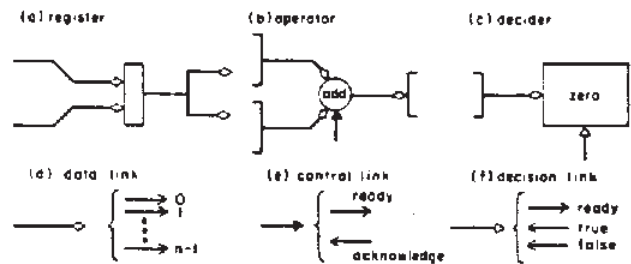 (a) register
(b) operator
(c) decider
add
zero
(d) data link
(e) control link
(f) decision link
0
1
n-1
ready
acknowledge
ready
true
false